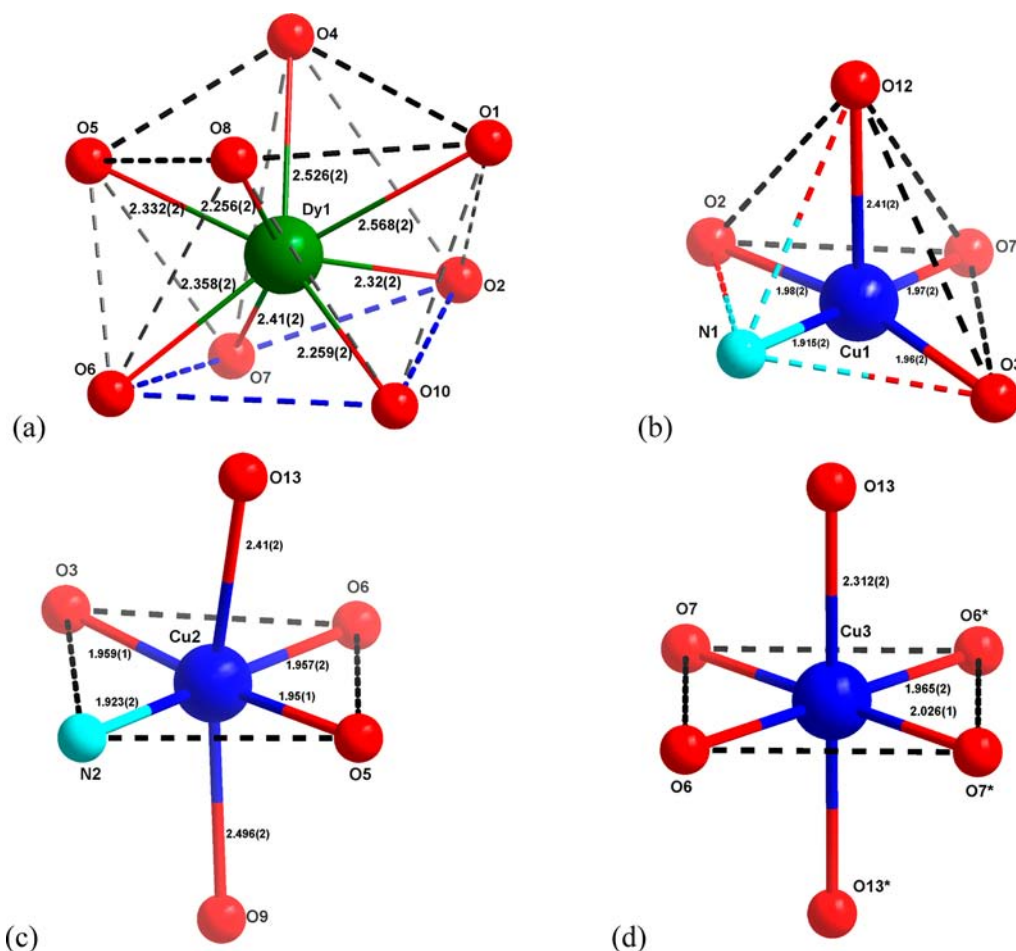 O4
O5
O8
O1
2.526(2)
2.332(2)
2.256(2)
Dy1
2.568(2)
2.358(2)
2.32(2)
O2
2.41(2)
2.259(2)
O6
O7
O10
(a)
O12
O2
2.41(2)
O7
1.98(2)
1.97(2)
N1
1.915(2)
Cu1
1.96(2)
O3
(b)
O13
2.41(2)
O3
O6
Cu2
1.959(1)
1.957(2)
1.923(2)
1.95(1)
N2
O5
2.496(2)
O9
(c)
O13
2.312(2)
O7
Cu3
O6*
1.965(2)
2.026(1)
O6
O7*
O13*
(d)